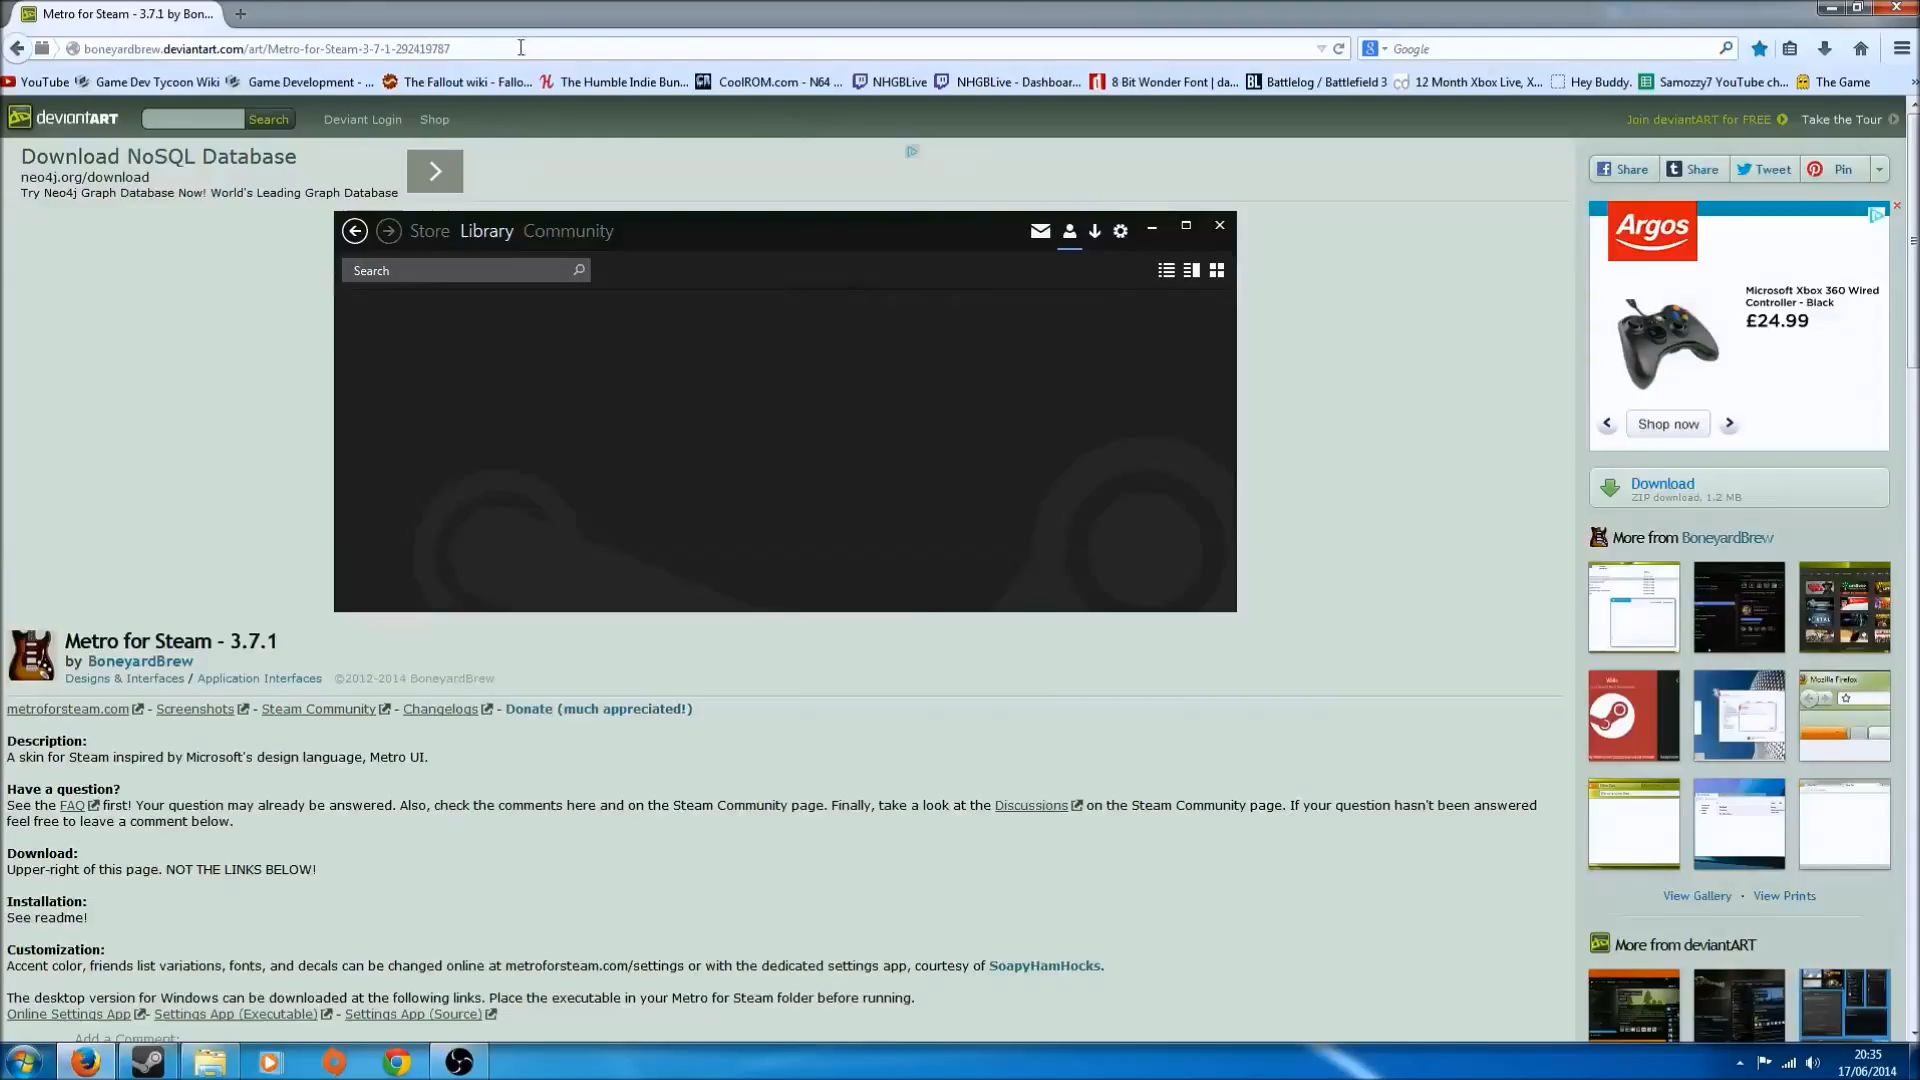 Metro for Steam - 3.7.1 by Bon...
boneyardbrew.deviantart.com/art/Metro-for-Steam-3-7-1-292419787
Google
YouTube
Game Dev Tycoon Wiki
Game Development - ...
The Fallout wiki - Fallo...
The Humble Indie Bun...
CoolROM.com - N64 ...
NHGBLive
NHGBLive - Dashboar...
8 Bit Wonder Font | da...
Battlelog / Battlefield 3
12 Month Xbox Live, X...
Hey Buddy.
Samozzy7 YouTube ch...
The Game
deviantART
Search
Deviant Login
Shop
Join deviantART for FREE
Take the Tour
Download NoSQL Database
neo4j.org/download
Try Neo4j Graph Database Now! World's Leading Graph Database
Share
Share
Tweet
Pin
Store Library Community
Search
Argos
Microsoft Xbox 360 Wired
Controller - Black
£24.99
Shop now
Download
ZIP download, 1.2 MB
More from BoneyardBrew
Metro for Steam - 3.7.1
by BoneyardBrew
Designs & Interfaces / Application Interfaces ©2012-2014 BoneyardBrew
metroforsteam.com - Screenshots - Steam Community - Changelogs - Donate (much appreciated!)
Description:
A skin for Steam inspired by Microsoft's design language, Metro UI.
Have a question?
See the FAQ first! Your question may already be answered. Also, check the comments here and on the Steam Community page. Finally, take a look at the Discussions on the Steam Community page. If your question hasn't been answered
feel free to leave a comment below.
Download:
Upper-right of this page. NOT THE LINKS BELOW!
Installation:
See readme!
Customization:
Accent color, friends list variations, fonts, and decals can be changed online at metroforsteam.com/settings or with the dedicated settings app, courtesy of SoapyHamHocks.
The desktop version for Windows can be downloaded at the following links. Place the executable in your Metro for Steam folder before running.
Online Settings App - Settings App (Executable) - Settings App (Source)
Add a Comment:
Mozilla Firefox
View Gallery · View Prints
More from deviantART
20:35
17/06/2014